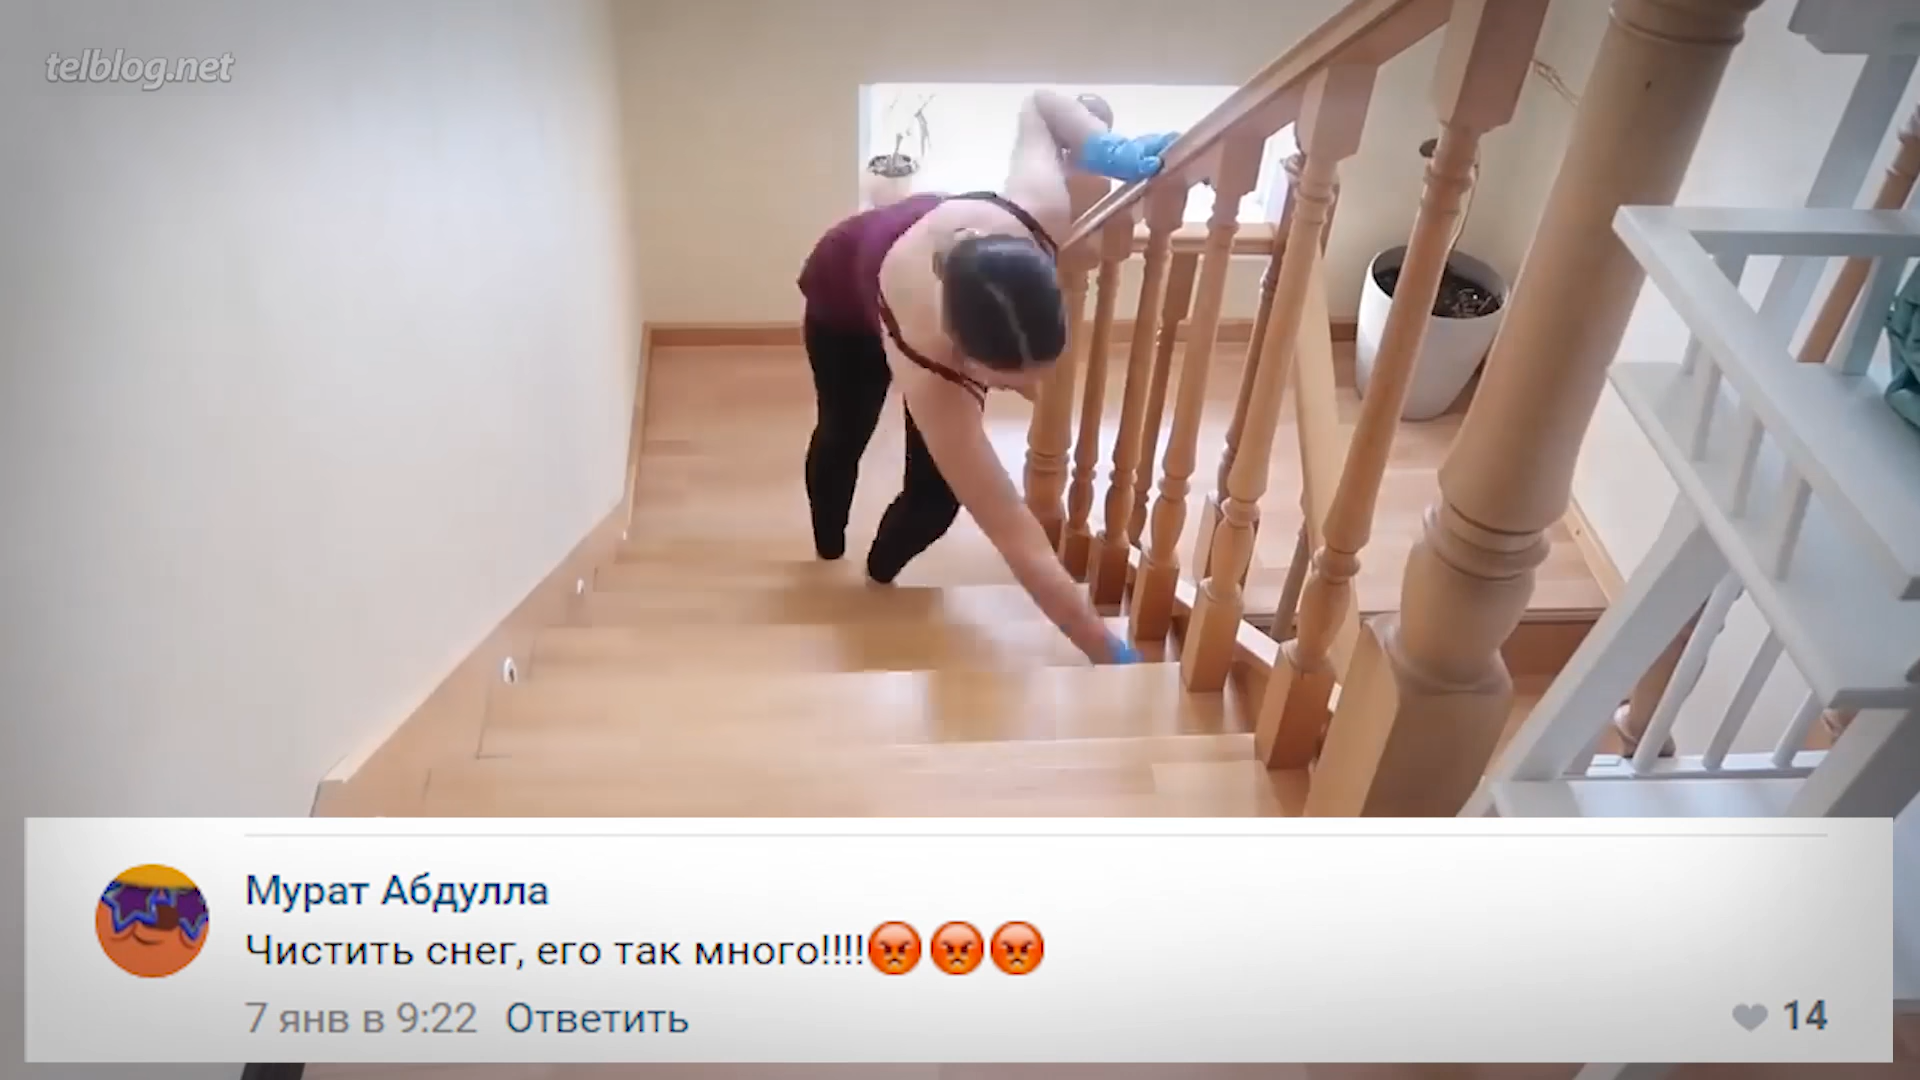 telblog.net
Мурат Абдулла
Чистить снег, его так много!!!!😡😡😡
7 янв в 9:22 Ответить
14